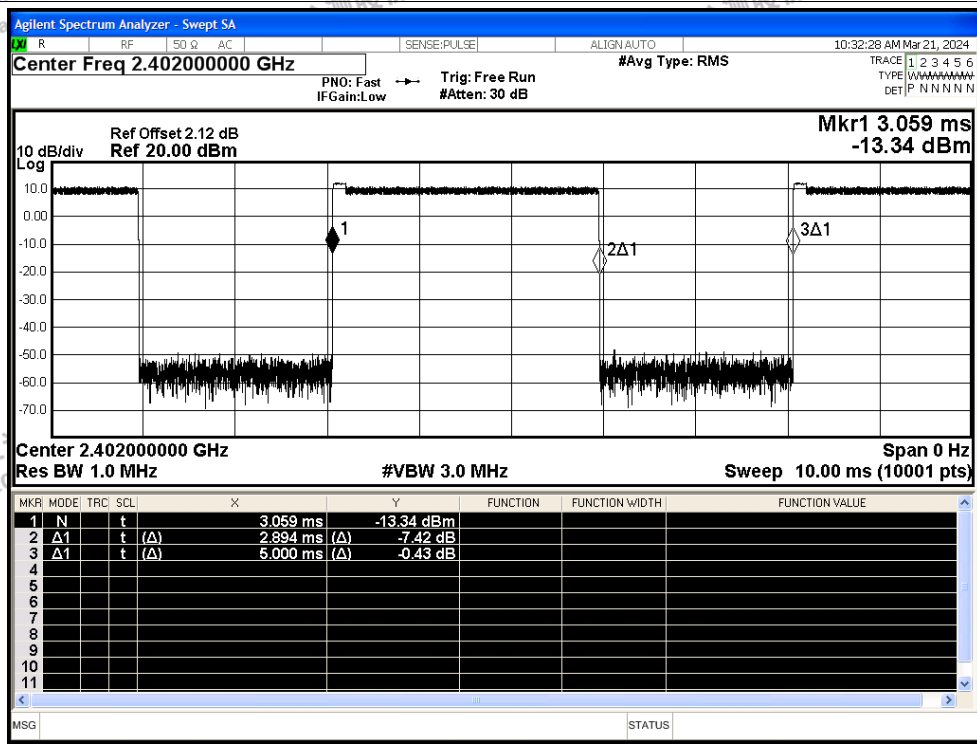 Agilent Spectrum Analyzer - Swept SA
LXI R RF 50 Ω AC SENSE:PULSE ALIGN AUTO 10:32:28 AM Mar 21, 2024
Center Freq 2.402000000 GHz
#Avg Type: RMS
TRACE 1 2 3 4 5 6
PNO: Fast Trig: Free Run
TYPE WWWWWW
IFGain:Low #Atten: 30 dB
DET P N N N N N
Mkr1 3.059 ms
-13.34 dBm
Ref Offset 2.12 dB
10 dB/div Ref 20.00 dBm
Log
10.0
0.00
1
3Δ1
-10.0
2Δ1
-20.0
-30.0
-40.0
-50.0
-60.0
-70.0
Center 2.402000000 GHz Span 0 Hz
Res BW 1.0 MHz #VBW 3.0 MHz Sweep 10.00 ms (10001 pts)
MKR MODE TRC SCL X Y FUNCTION FUNCTION WIDTH FUNCTION VALUE
1 N t 3.059 ms -13.34 dBm
2 Δ1 t (Δ) 2.894 ms (Δ) -7.42 dB
3 Δ1 t (Δ) 5.000 ms (Δ) -0.43 dB
4
5
6
7
8
9
10
11
MSG STATUS